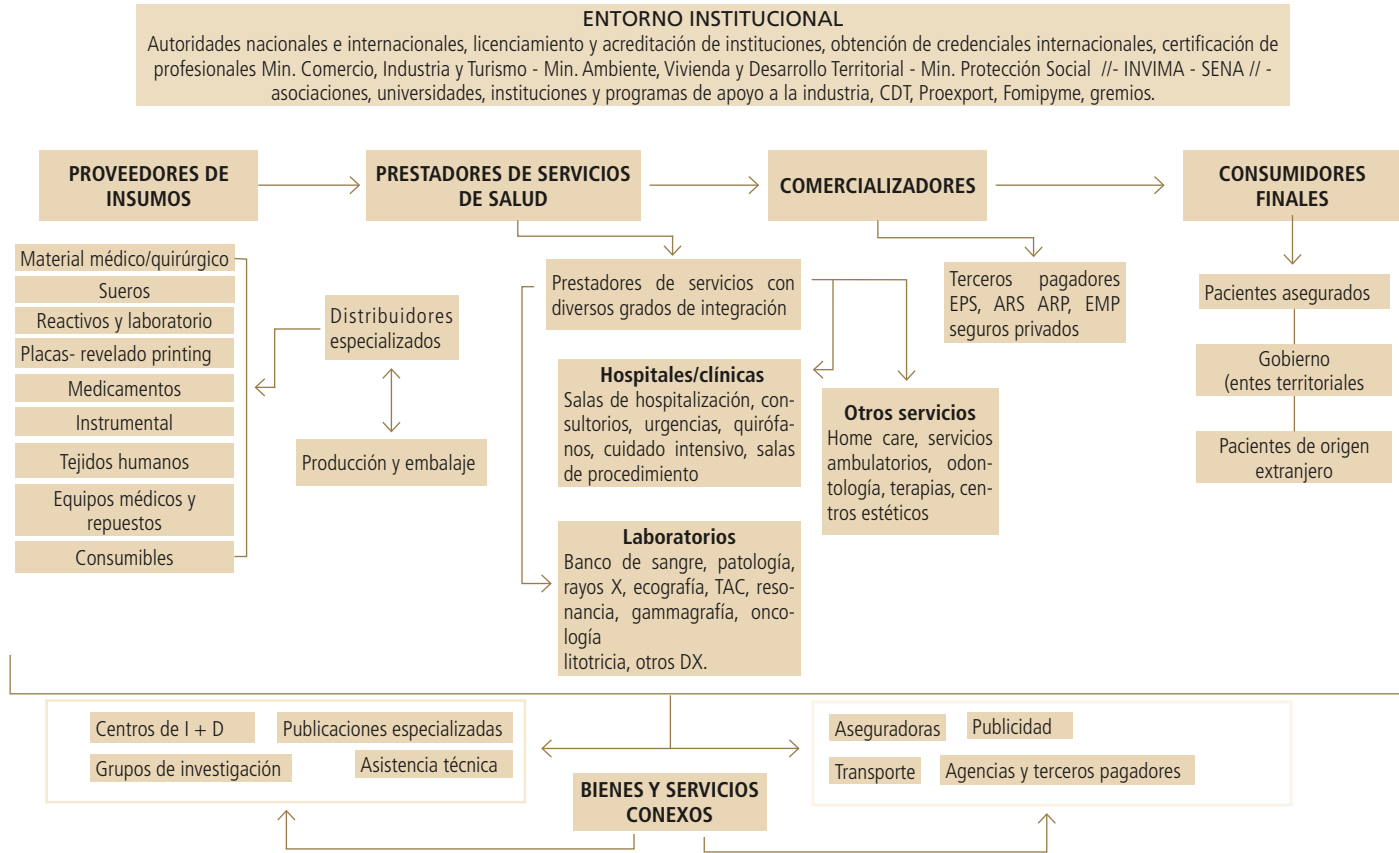 ENTORNO INSTITUCIONAL
Autoridades nacionales e internacionales, licenciamiento y acreditación de instituciones, obtención de credenciales internacionales, certificación de
profesionales Min. Comercio, Industria y Turismo - Min. Ambiente, Vivienda y Desarrollo Territorial - Min. Protección Social //- INVIMA - SENA // -
asociaciones, universidades, instituciones y programas de apoyo a la industria, CDT, Proexport, Fomipyme, gremios.
PROVEEDORES DE
INSUMOS
PRESTADORES DE SERVICIOS
DE SALUD
COMERCIALIZADORES
CONSUMIDORES
FINALES
Material médico/quirúrgico
Sueros
Reactivos y laboratorio
Placas- revelado printing
Medicamentos
Instrumental
Tejidos humanos
Equipos médicos y
repuestos
Consumibles
Distribuidores
especializados
Producción y embalaje
Prestadores de servicios con
diversos grados de integración
Hospitales/clínicas
Salas de hospitalización, con-
sultorios, urgencias, quirófa-
nos, cuidado intensivo, salas
de procedimiento
Laboratorios
Banco de sangre, patología,
rayos X, ecografía, TAC, reso-
nancia, gammagrafía, onco-
logía
litotricia, otros DX.
Otros servicios
Home care, servicios
ambulatorios, odon-
tología, terapias, cen-
tros estéticos
Terceros pagadores
EPS, ARS ARP, EMP
seguros privados
Pacientes asegurados
Gobierno
(entes territoriales
Pacientes de origen
extranjero
Centros de I + D
Publicaciones especializadas
Grupos de investigación
Asistencia técnica
BIENES Y SERVICIOS
CONEXOS
Aseguradoras
Publicidad
Transporte
Agencias y terceros pagadores